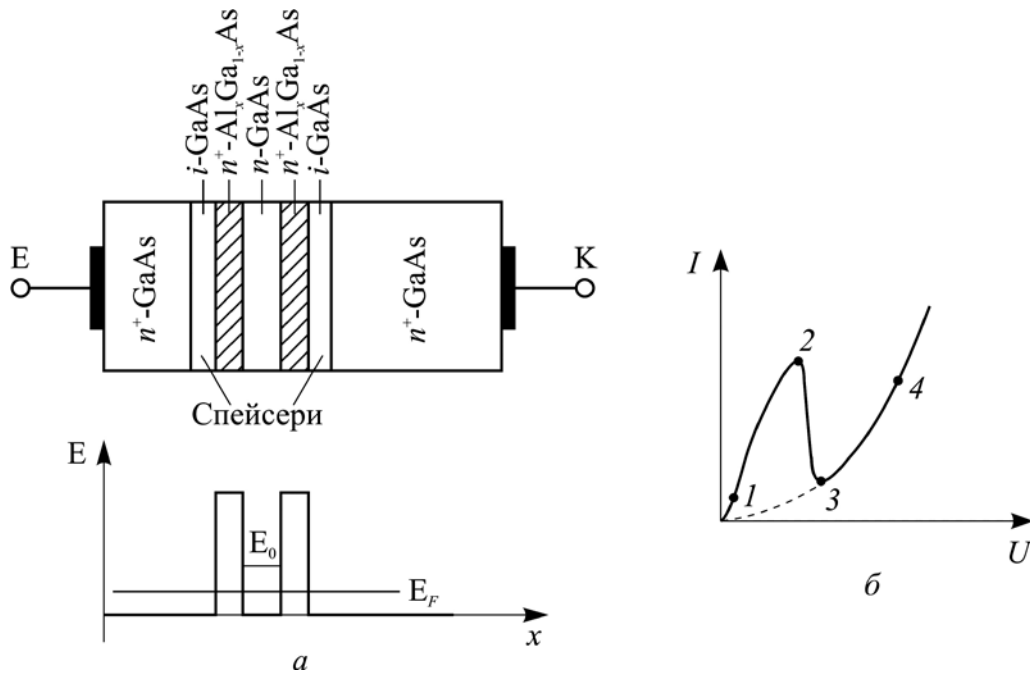 i-GaAs
n⁺-AlₓGa₁₋ₓAs
n-GaAs
n⁺-AlₓGa₁₋ₓAs
i-GaAs
E
n⁺-GaAs
n⁺-GaAs
K
Спейсери
E
E₀
E_F
x
а
I
2
4
1
3
U
б